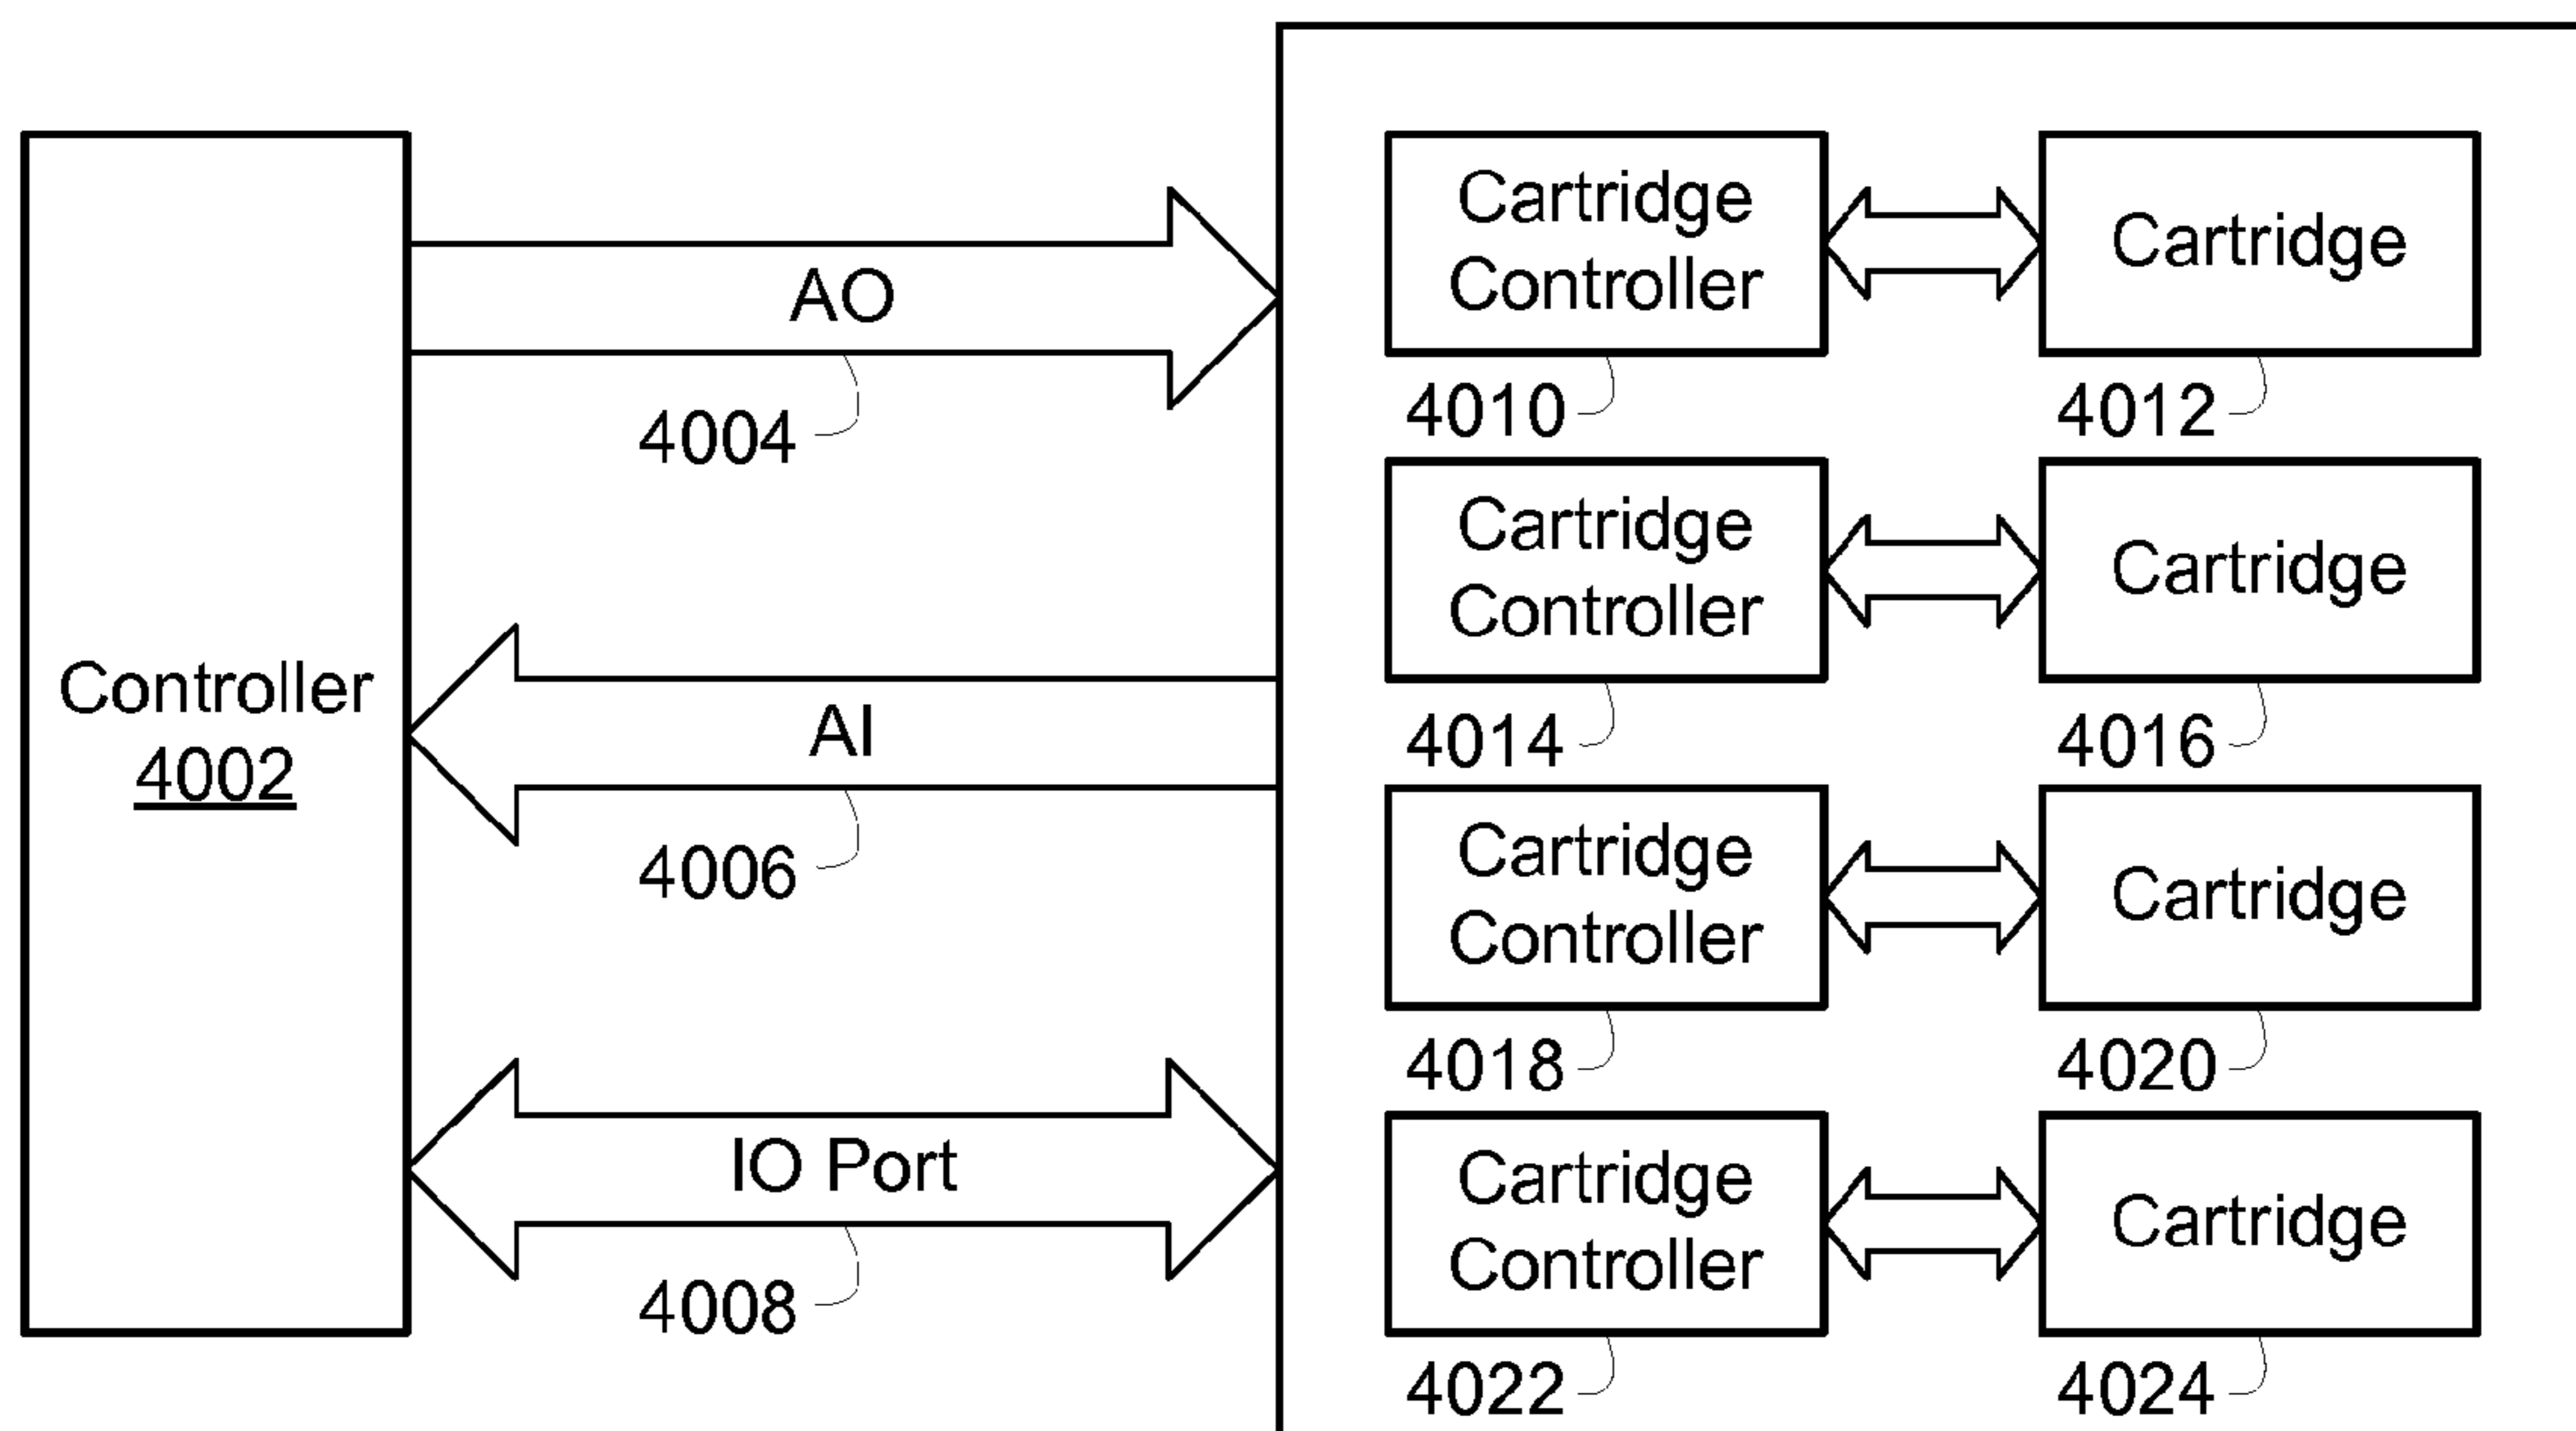 Controller
4002
AO
4004
AI
4006
IO Port
4008
Cartridge
Controller
4010
Cartridge
4012
Cartridge
Controller
4014
Cartridge
4016
Cartridge
Controller
4018
Cartridge
4020
Cartridge
Controller
4022
Cartridge
4024